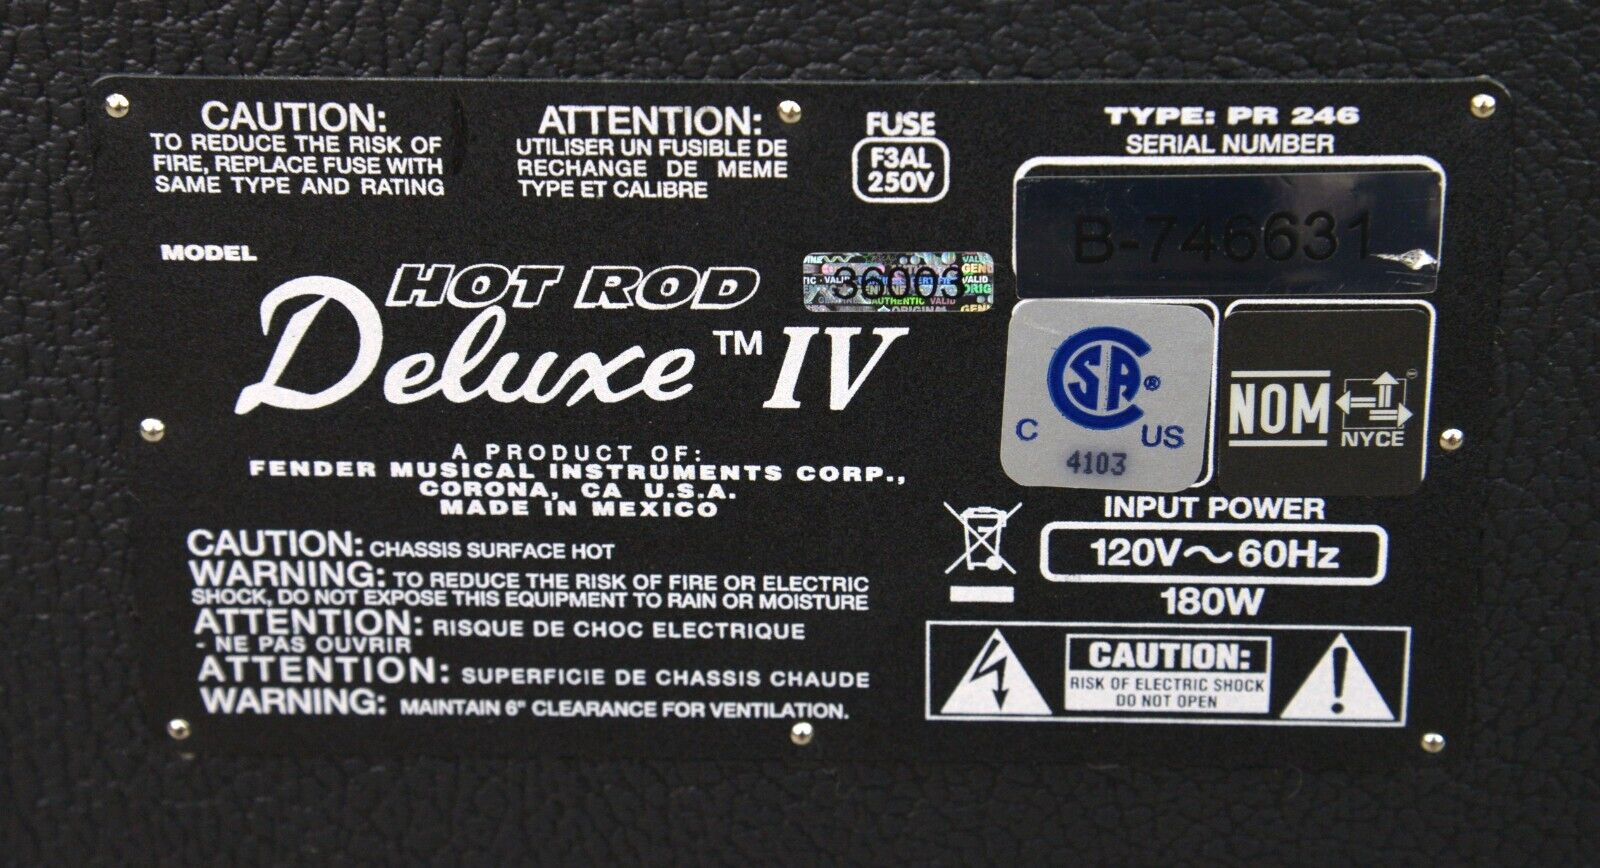 CAUTION:
TO REDUCE THE RISK OF
FIRE, REPLACE FUSE WITH
SAME TYPE AND RATING
ATTENTION:
UTILISER UN FUSIBLE DE
RECHANGE DE MEME
TYPE ET CALIBRE
FUSE
F3AL
250V
TYPE: PR 246
SERIAL NUMBER
B-746631
MODEL
HOT ROD
Deluxe™ IV
36003
A PRODUCT OF:
FENDER MUSICAL INSTRUMENTS CORP.,
CORONA, CA U.S.A.
MADE IN MEXICO
CSA®
C US
4103
NOM
NYCE
CAUTION: CHASSIS SURFACE HOT
WARNING: TO REDUCE THE RISK OF FIRE OR ELECTRIC
SHOCK, DO NOT EXPOSE THIS EQUIPMENT TO RAIN OR MOISTURE
ATTENTION: RISQUE DE CHOC ELECTRIQUE
- NE PAS OUVRIR
ATTENTION: SUPERFICIE DE CHASSIS CHAUDE
WARNING: MAINTAIN 6" CLEARANCE FOR VENTILATION.
INPUT POWER
120V~60Hz
180W
CAUTION:
RISK OF ELECTRIC SHOCK
DO NOT OPEN